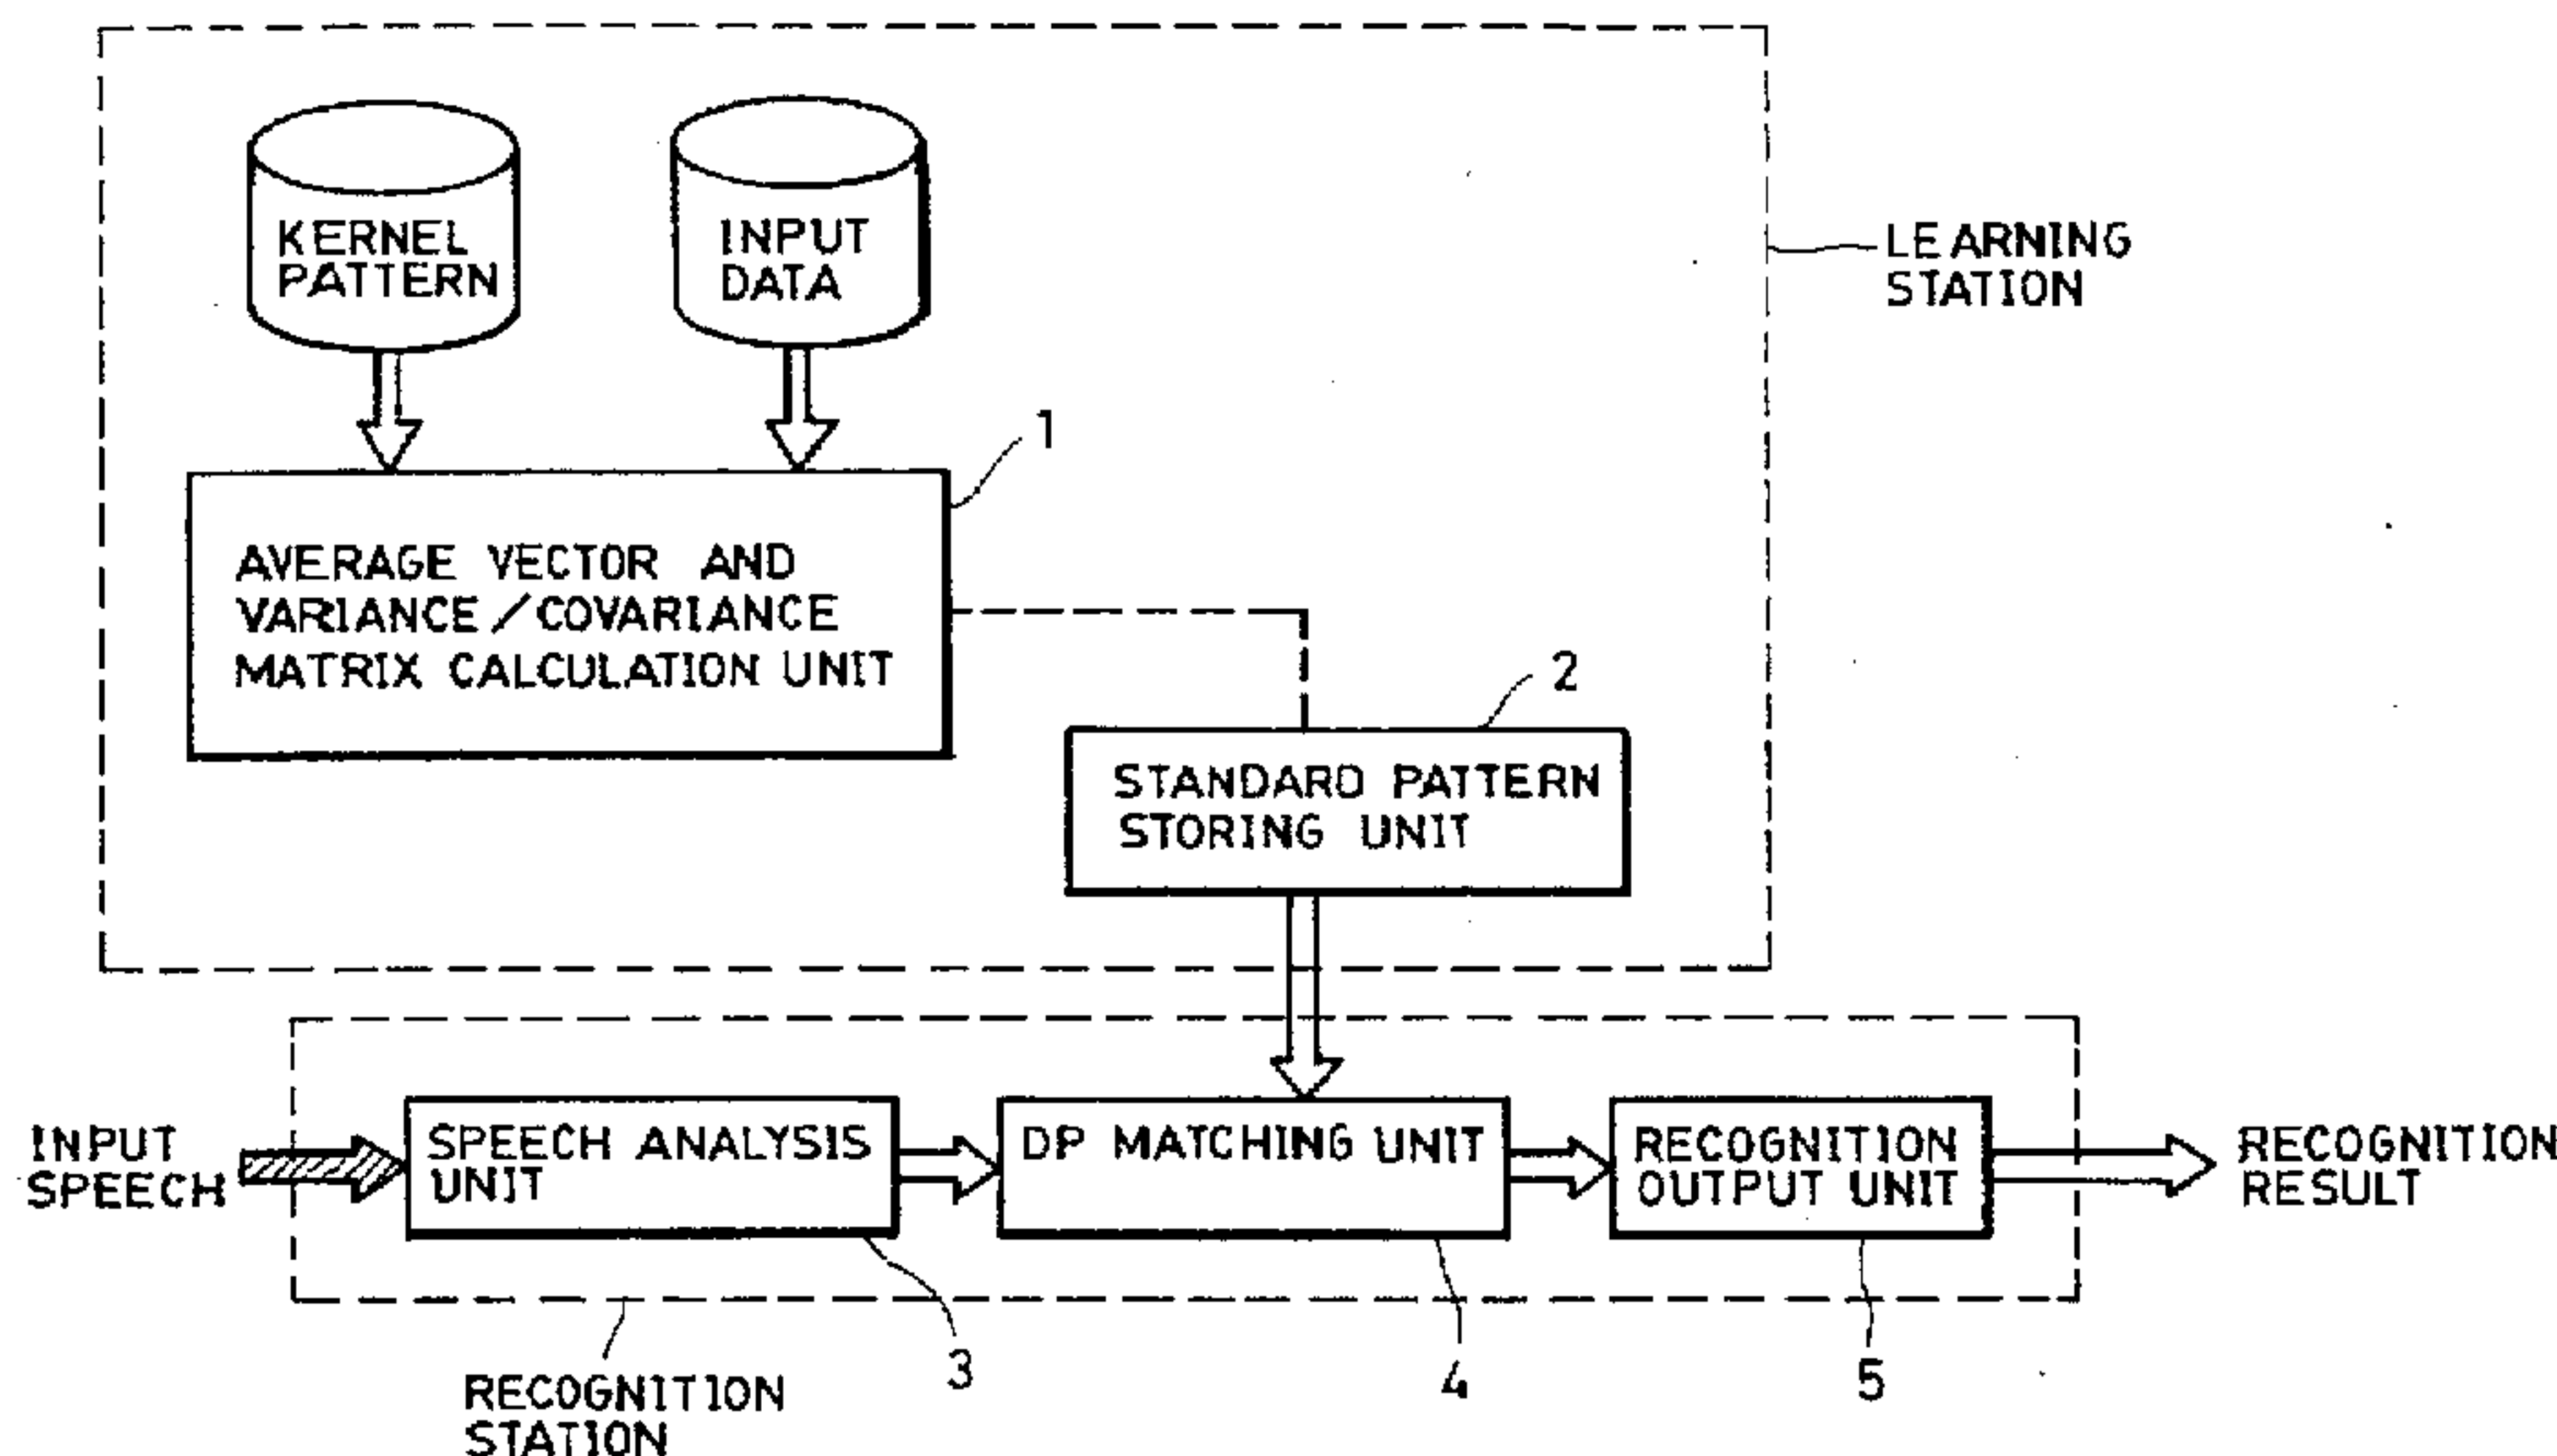 KERNEL
PATTERN
INPUT
DATA
LEARNING
STATION
1
AVERAGE VECTOR AND
VARIANCE/COVARIANCE
MATRIX CALCULATION UNIT
2
STANDARD PATTERN
STORING UNIT
INPUT
SPEECH
SPEECH ANALYSIS
UNIT
DP MATCHING UNIT
RECOGNITION
OUTPUT UNIT
RECOGNITION
RESULT
3
4
5
RECOGNITION
STATION